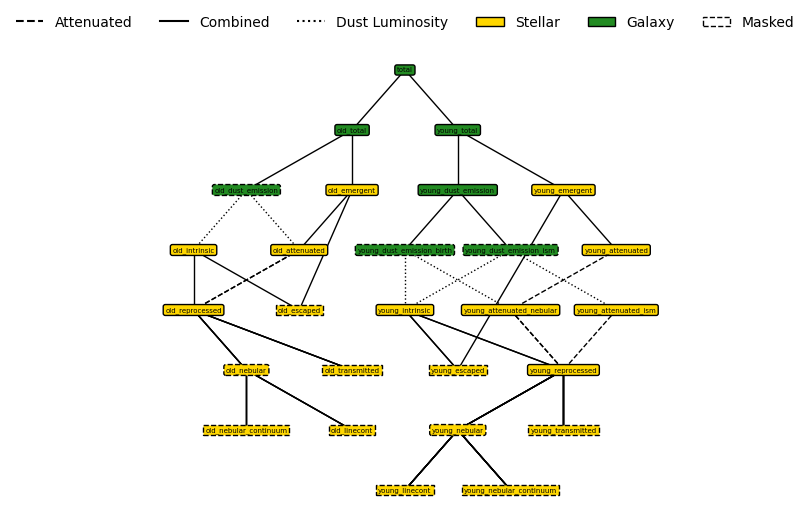 Attenuated Combined Dust Luminosity Stellar Galaxy Masked
total
old_total young_total
old_dust_emission old_emergent young_dust_emission young_emergent
old_intrinsic old_attenuated young_dust_emission_birth young_dust_emission_ism young_attenuated
old_reprocessed old_escaped young_intrinsic young_attenuated_nebular young_attenuated_ism
old_nebular old_transmitted young_escaped young_reprocessed
old_nebular_continuum old_linecont young_nebular young_transmitted
young_linecont young_nebular_continuum